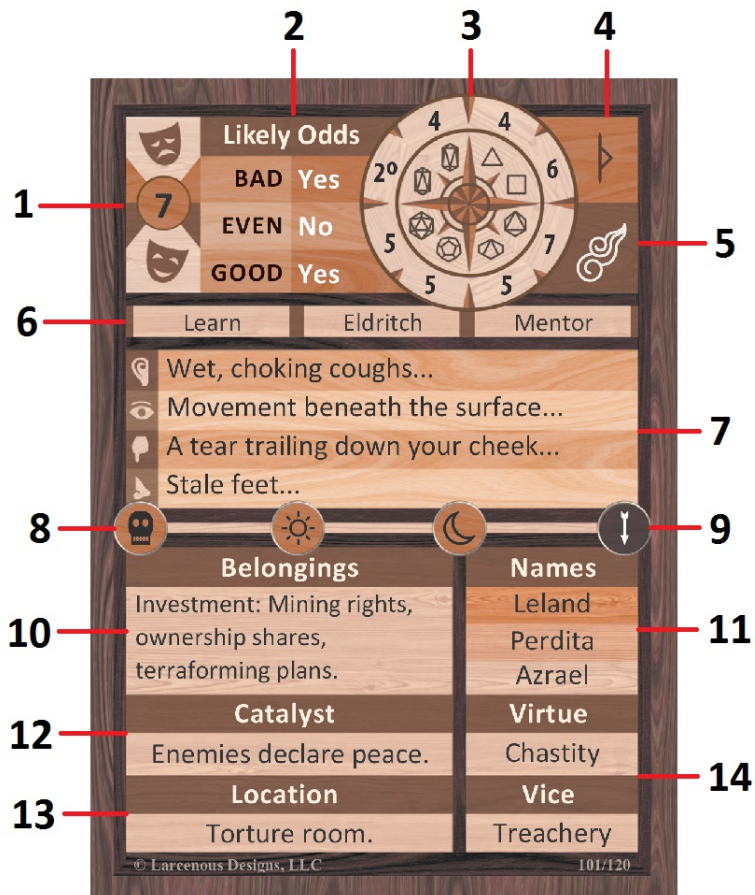 2
3
4
Likely Odds
BAD Yes
EVEN No
GOOD Yes
1
7
4
4
6
7
5
5
5
2º
5
6
Learn
Eldritch
Mentor
Wet, choking coughs...
Movement beneath the surface...
A tear trailing down your cheek...
Stale feet...
7
8
9
Belongings
Investment: Mining rights,
ownership shares,
terraforming plans.
10
Names
Leland
Perdita
Azrael
11
Catalyst
Enemies declare peace.
12
Virtue
Chastity
Location
Torture room.
13
Vice
Treachery
14
© Larcenous Designs, LLC
101/120